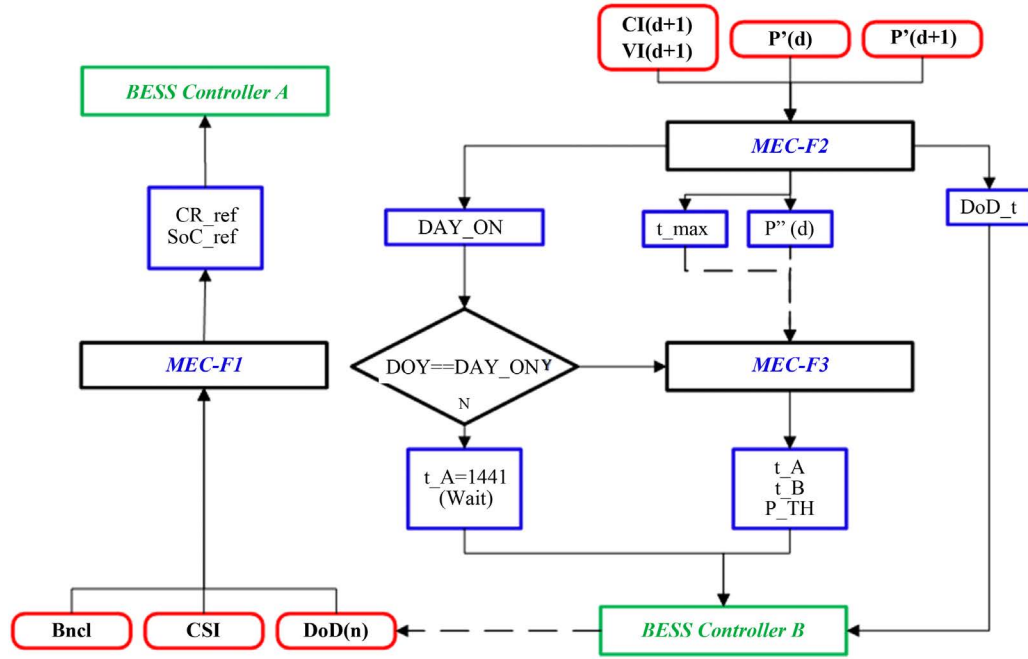 CI(d+1)
VI(d+1)
P’(d)
P’(d+1)
BESS Controller A
MEC-F2
CR_ref
SoC_ref
DAY_ON
t_max
P” (d)
DoD_t
MEC-F1
DOY==DAY_ON
Y
N
MEC-F3
t_A=1441
(Wait)
t_A
t_B
P_TH
Bncl
CSI
DoD(n)
BESS Controller B